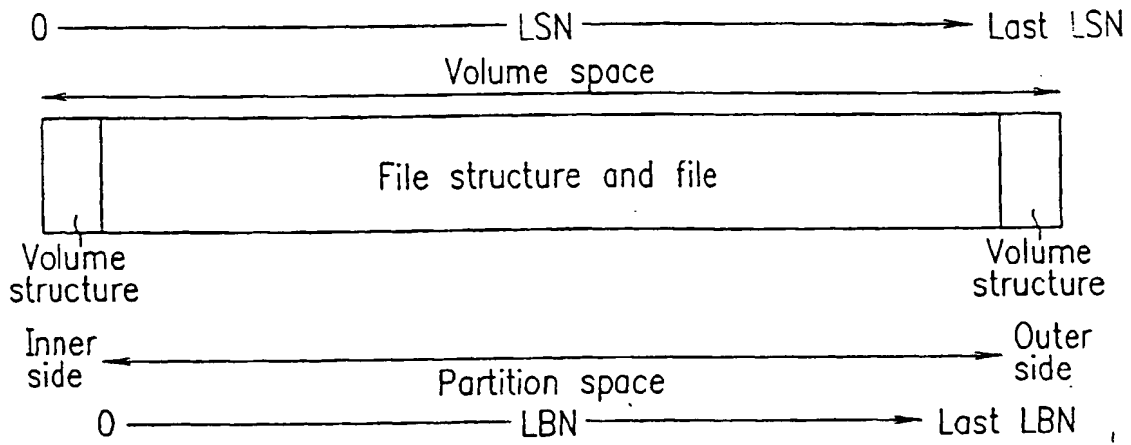 0 LSN Last LSN
Volume space
File structure and file
Volume
structure
Volume
structure
Inner
side
Outer
side
Partition space
0 LBN Last LBN